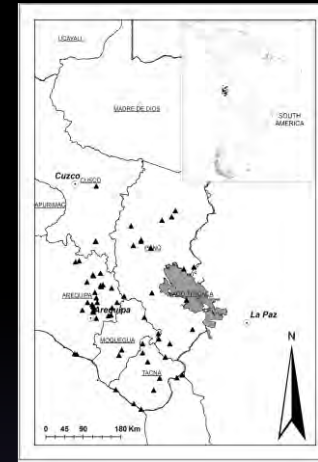 UCAYALI
MADRE DE DIOS
SOUTH
AMERICA
Cuzco
CUSCO
APURIMAC
PUNO
LAGO TITICACA
AREQUIPA
Arequipa
La Paz
MOQUEGUA
TACNA
N
0 45 90 180 Km